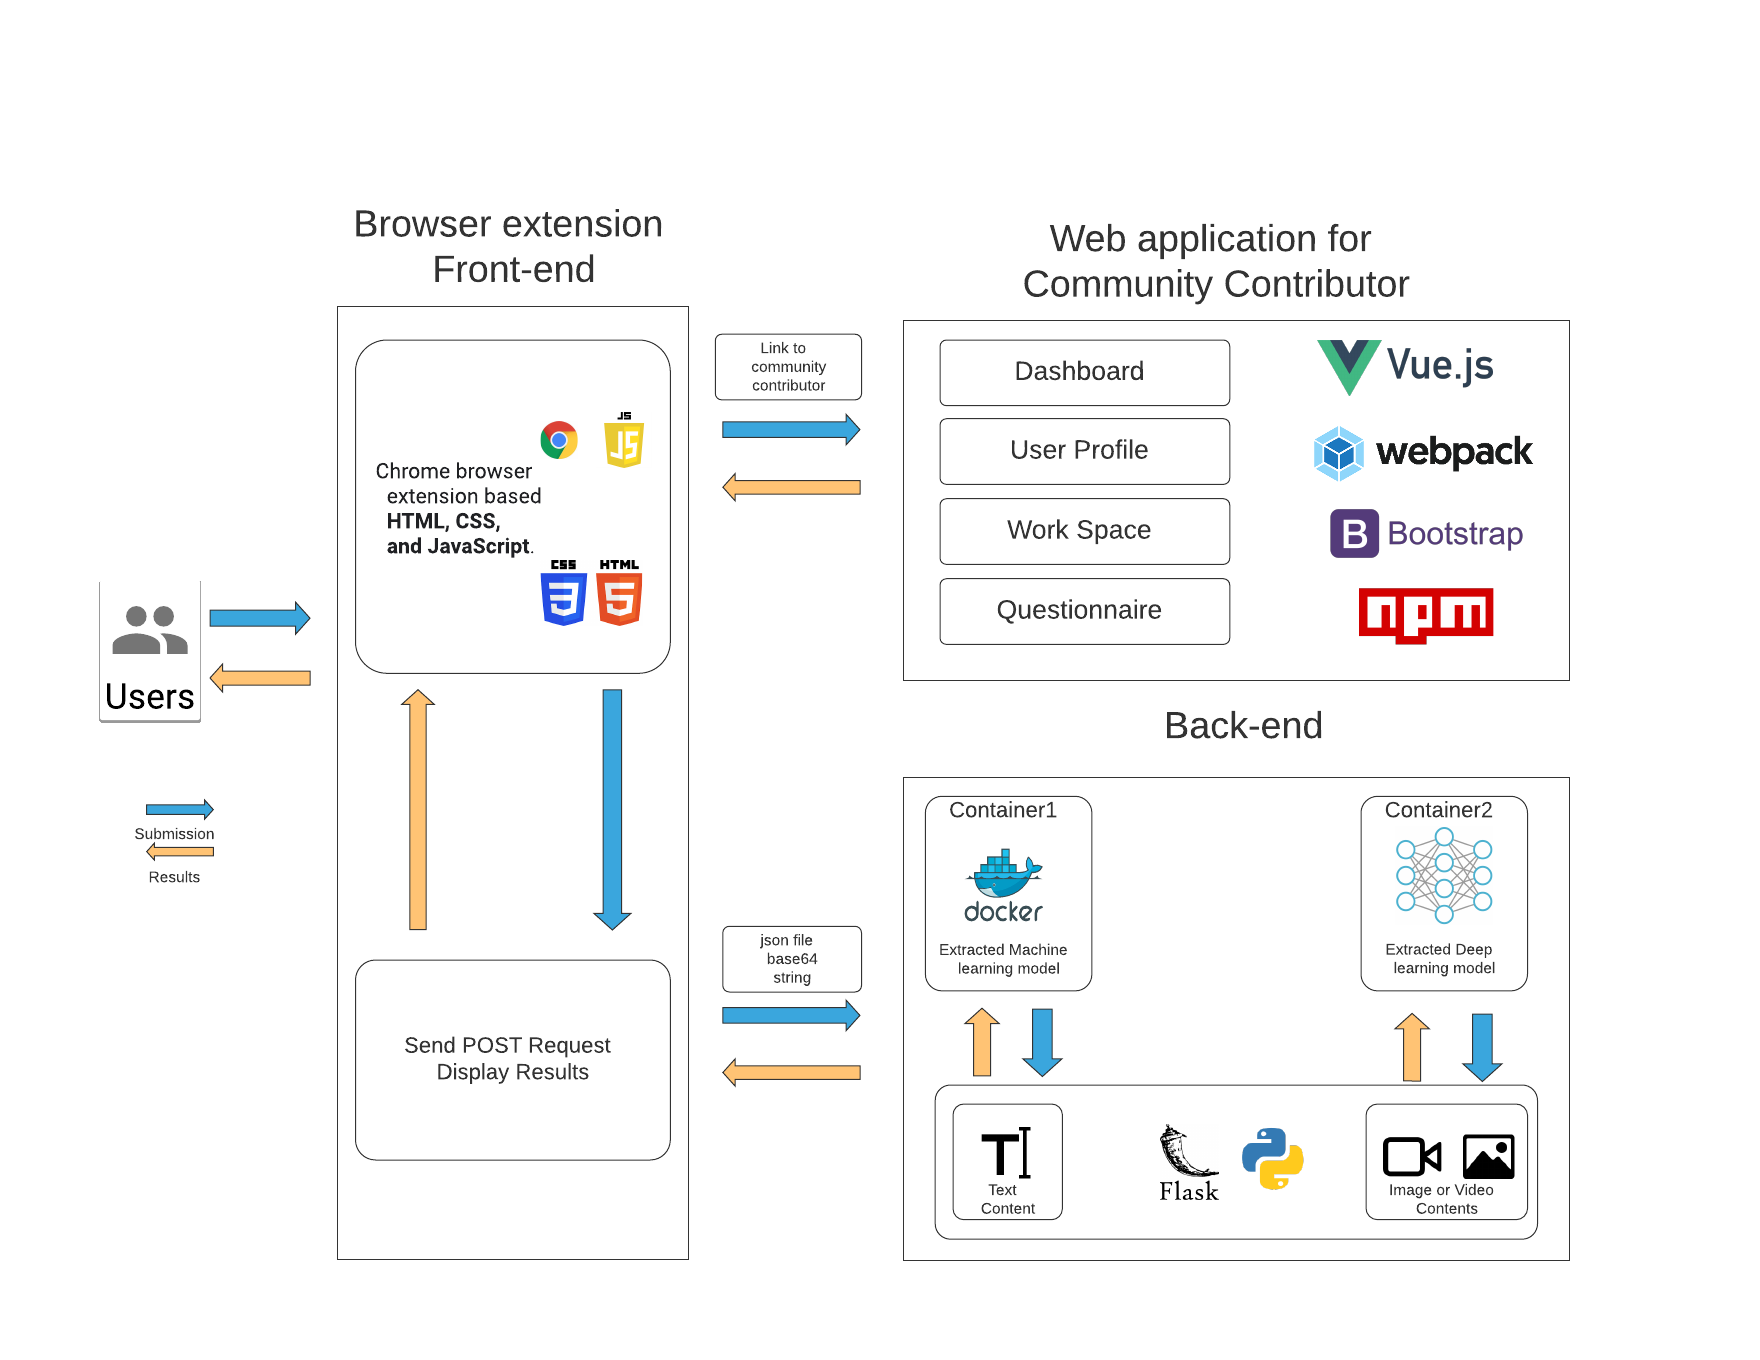 Browser extension
Front-end
Web application for
Community Contributor
Link to
community
contributor
Dashboard
Vue.js
JS
JS
User Profile
webpack
Chrome browser
extension based
HTML, CSS,
and JavaScript.
Work Space
B Bootstrap
CSS HTML
3 5
Questionnaire
npm
Users
Back-end
Submission
Results
Container1
Container2
docker
json file
base64
string
Extracted Machine
learning model
Extracted Deep
learning model
Send POST Request
Display Results
T
Text
Content
Flask
Image or Video
Contents